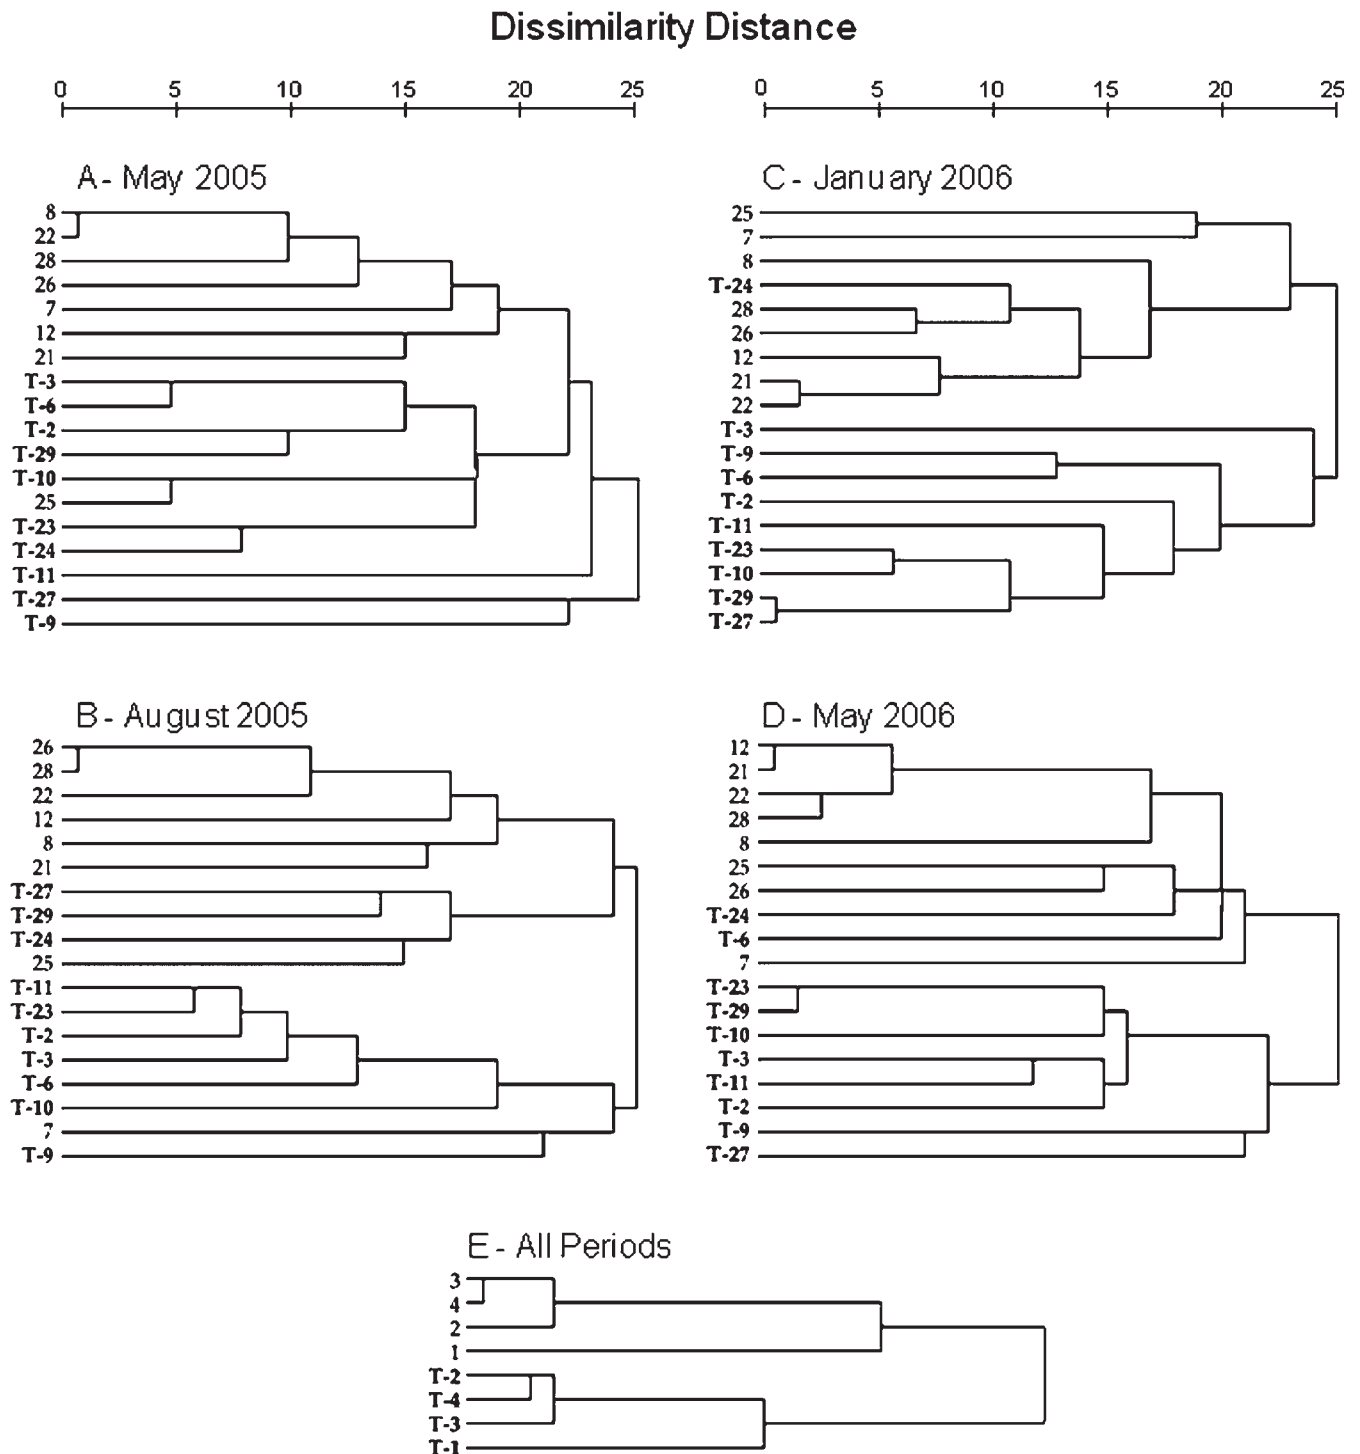 Dissimilarity Distance
0 5 10 15 20 25
0 5 10 15 20 25
A - May 2005
8
22
28
26
7
12
21
T-3
T-6
T-2
T-29
T-10
25
T-23
T-24
T-11
T-27
T-9
C - January 2006
25
7
8
T-24
28
26
12
21
22
T-3
T-9
T-6
T-2
T-11
T-23
T-10
T-29
T-27
B - August 2005
26
28
22
12
8
21
T-27
T-29
T-24
25
T-11
T-23
T-2
T-3
T-6
T-10
7
T-9
D - May 2006
12
21
22
28
8
25
26
T-24
T-6
7
T-23
T-29
T-10
T-3
T-11
T-2
T-9
T-27
E - All Periods
3
4
2
1
T-2
T-4
T-3
T-1